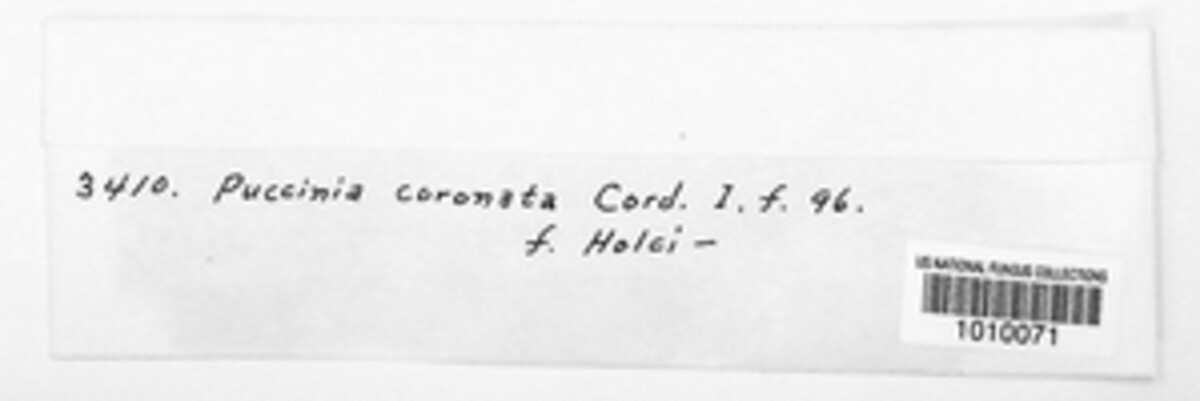 3410. Puccinia coronata Cord. I. f. 96.
f. Holci –
US NATIONAL FUNGUS COLLECTIONS
1010071